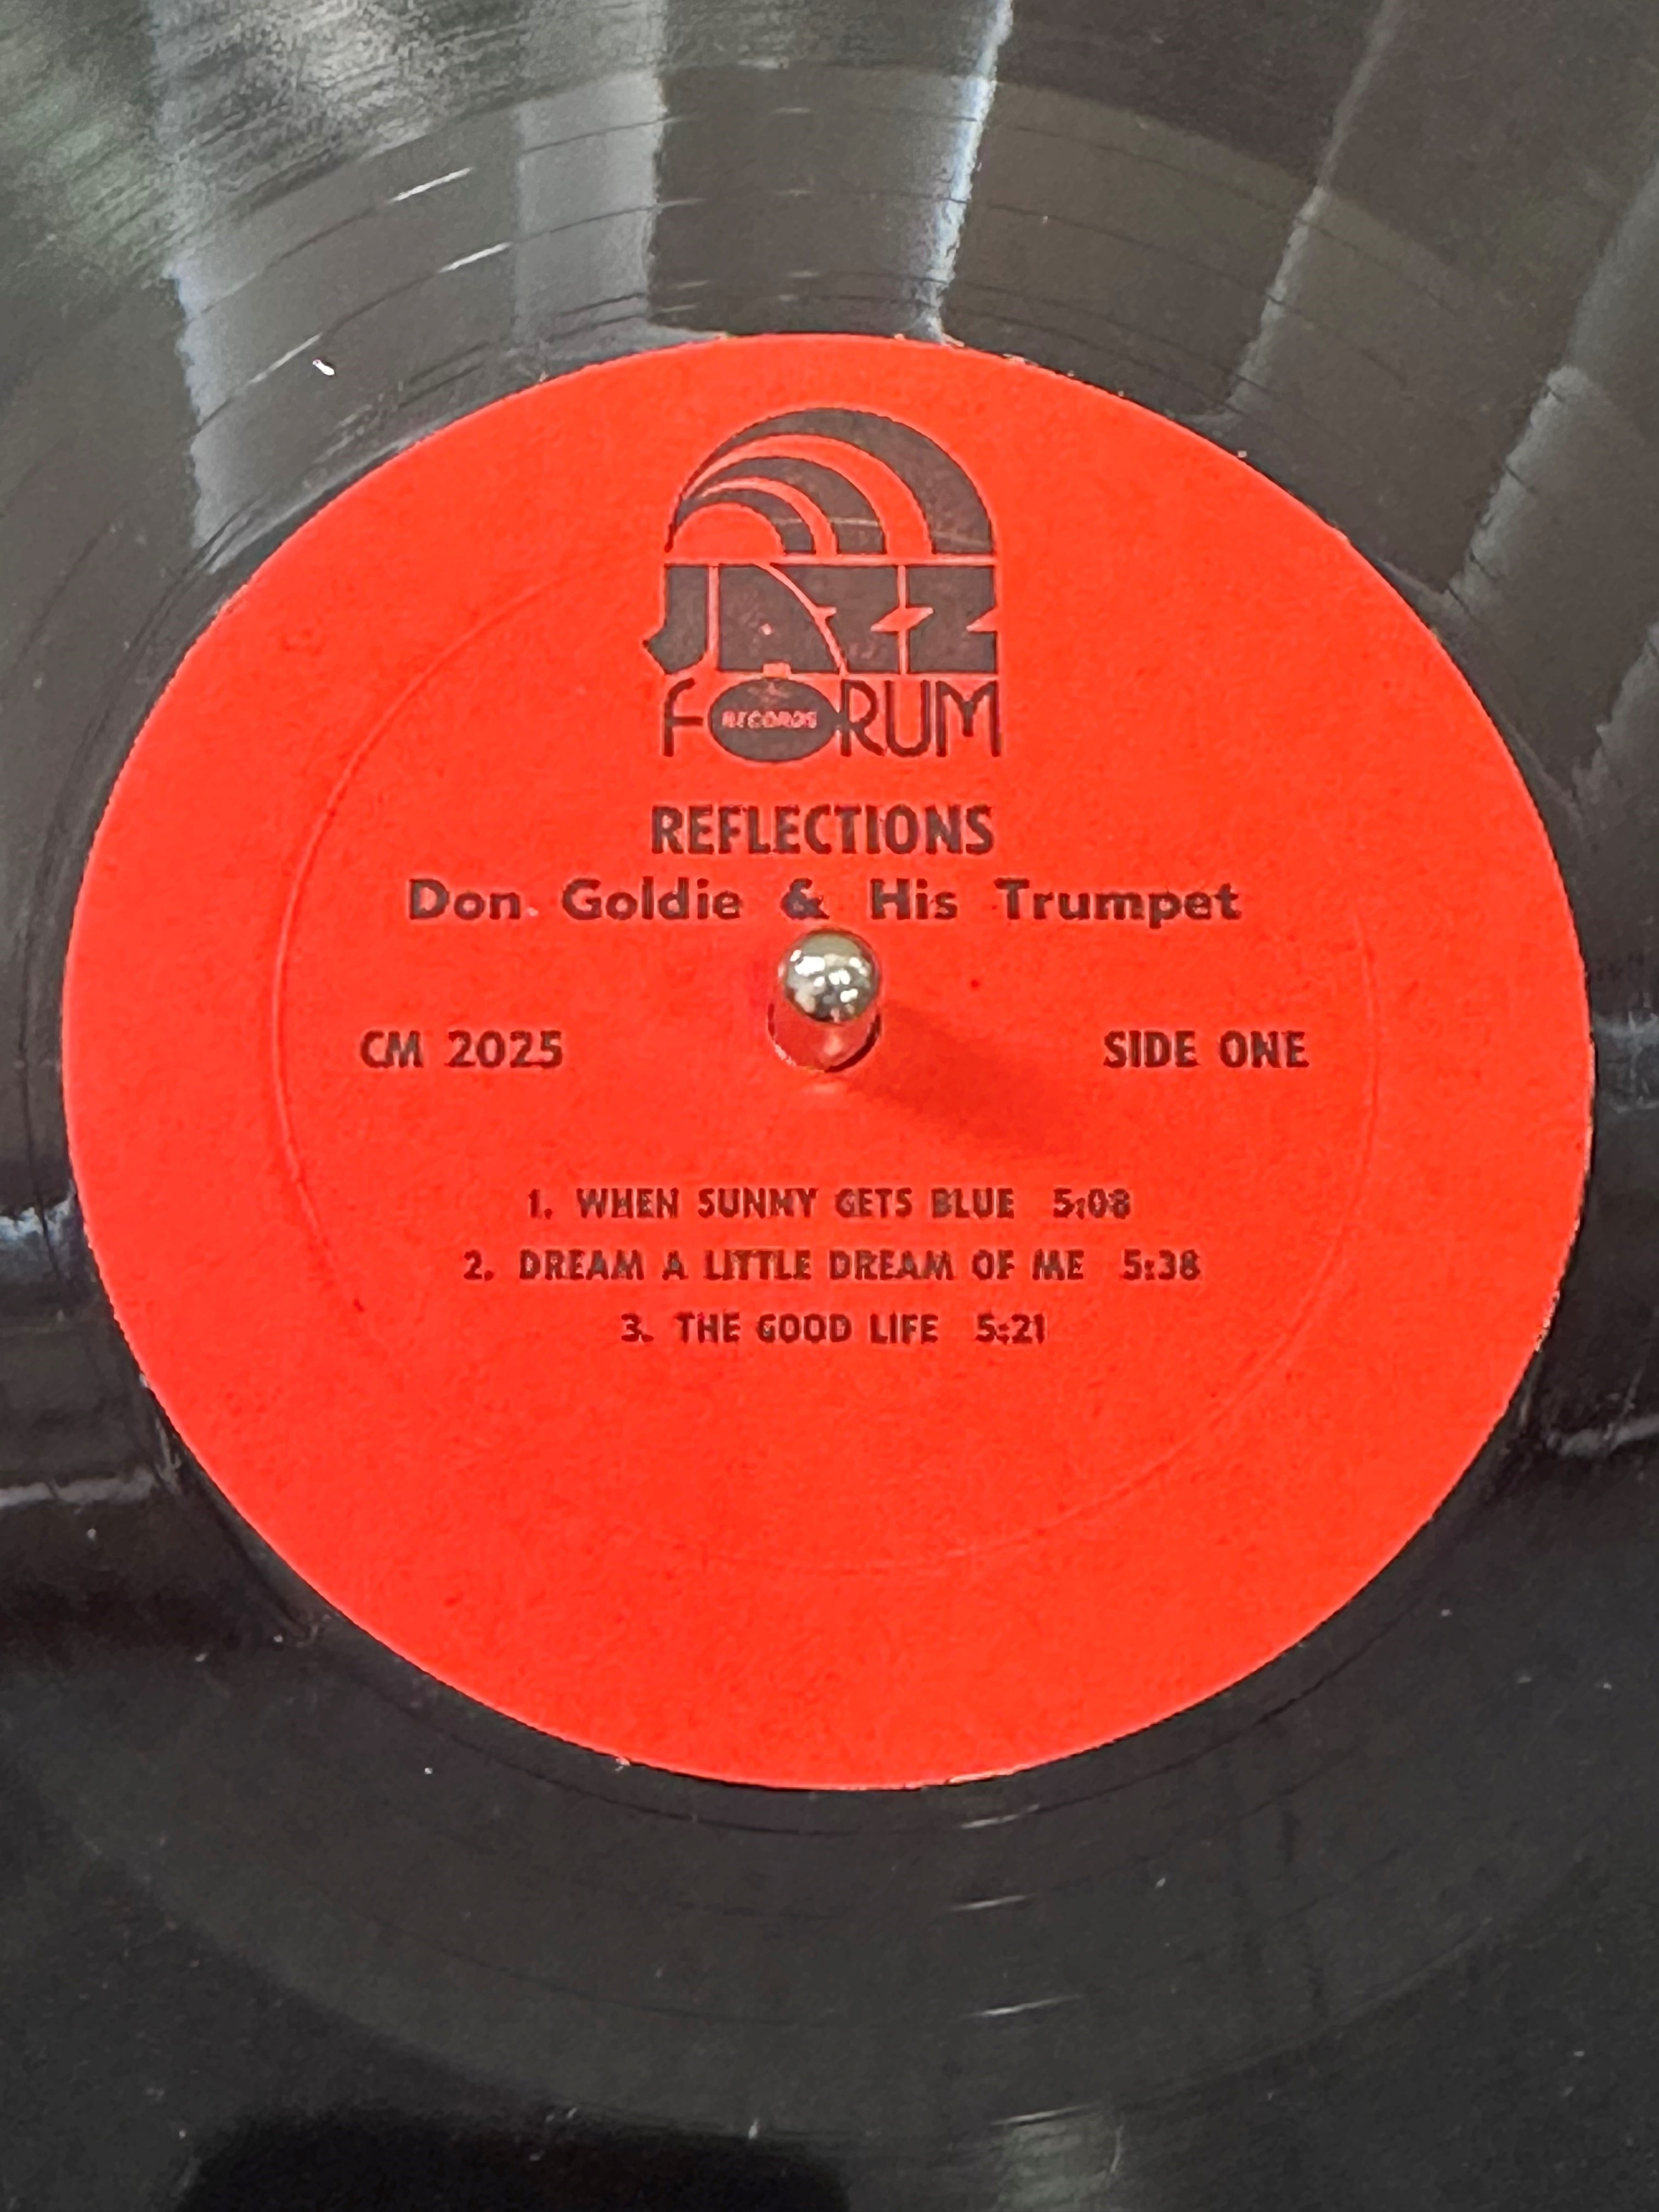 JAZZ
FORUM
RECORDS
REFLECTIONS
Don Goldie & His Trumpet
CM 2025 SIDE ONE
1. WHEN SUNNY GETS BLUE 5:08
2. DREAM A LITTLE DREAM OF ME 5:38
3. THE GOOD LIFE 5:21